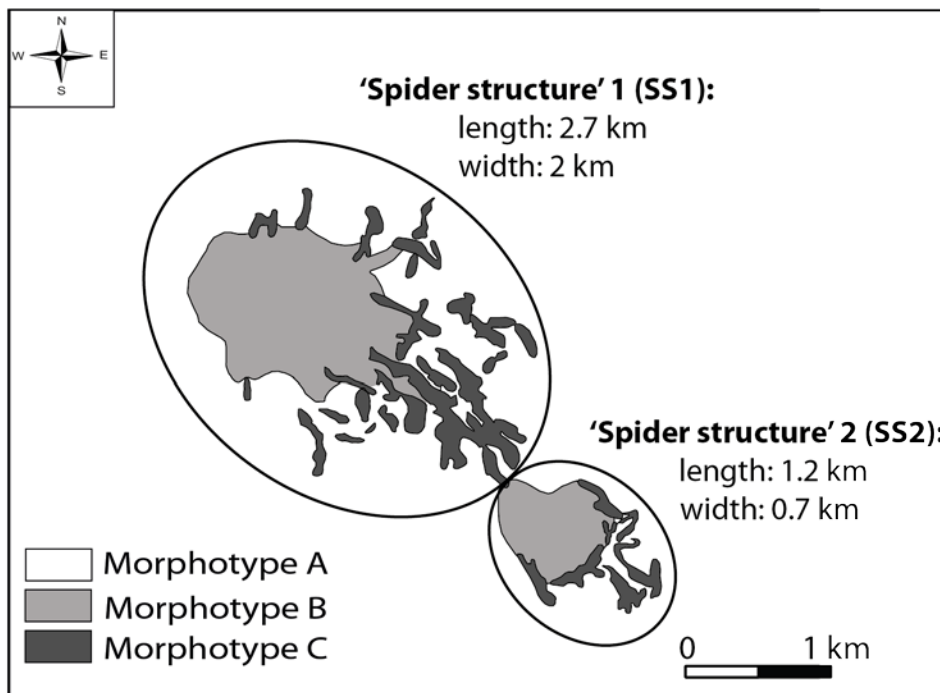 N
W E
S
‘Spider structure’ 1 (SS1):
length: 2.7 km
width: 2 km
‘Spider structure’ 2 (SS2):
length: 1.2 km
width: 0.7 km
Morphotype A
Morphotype B
Morphotype C
0 1 km